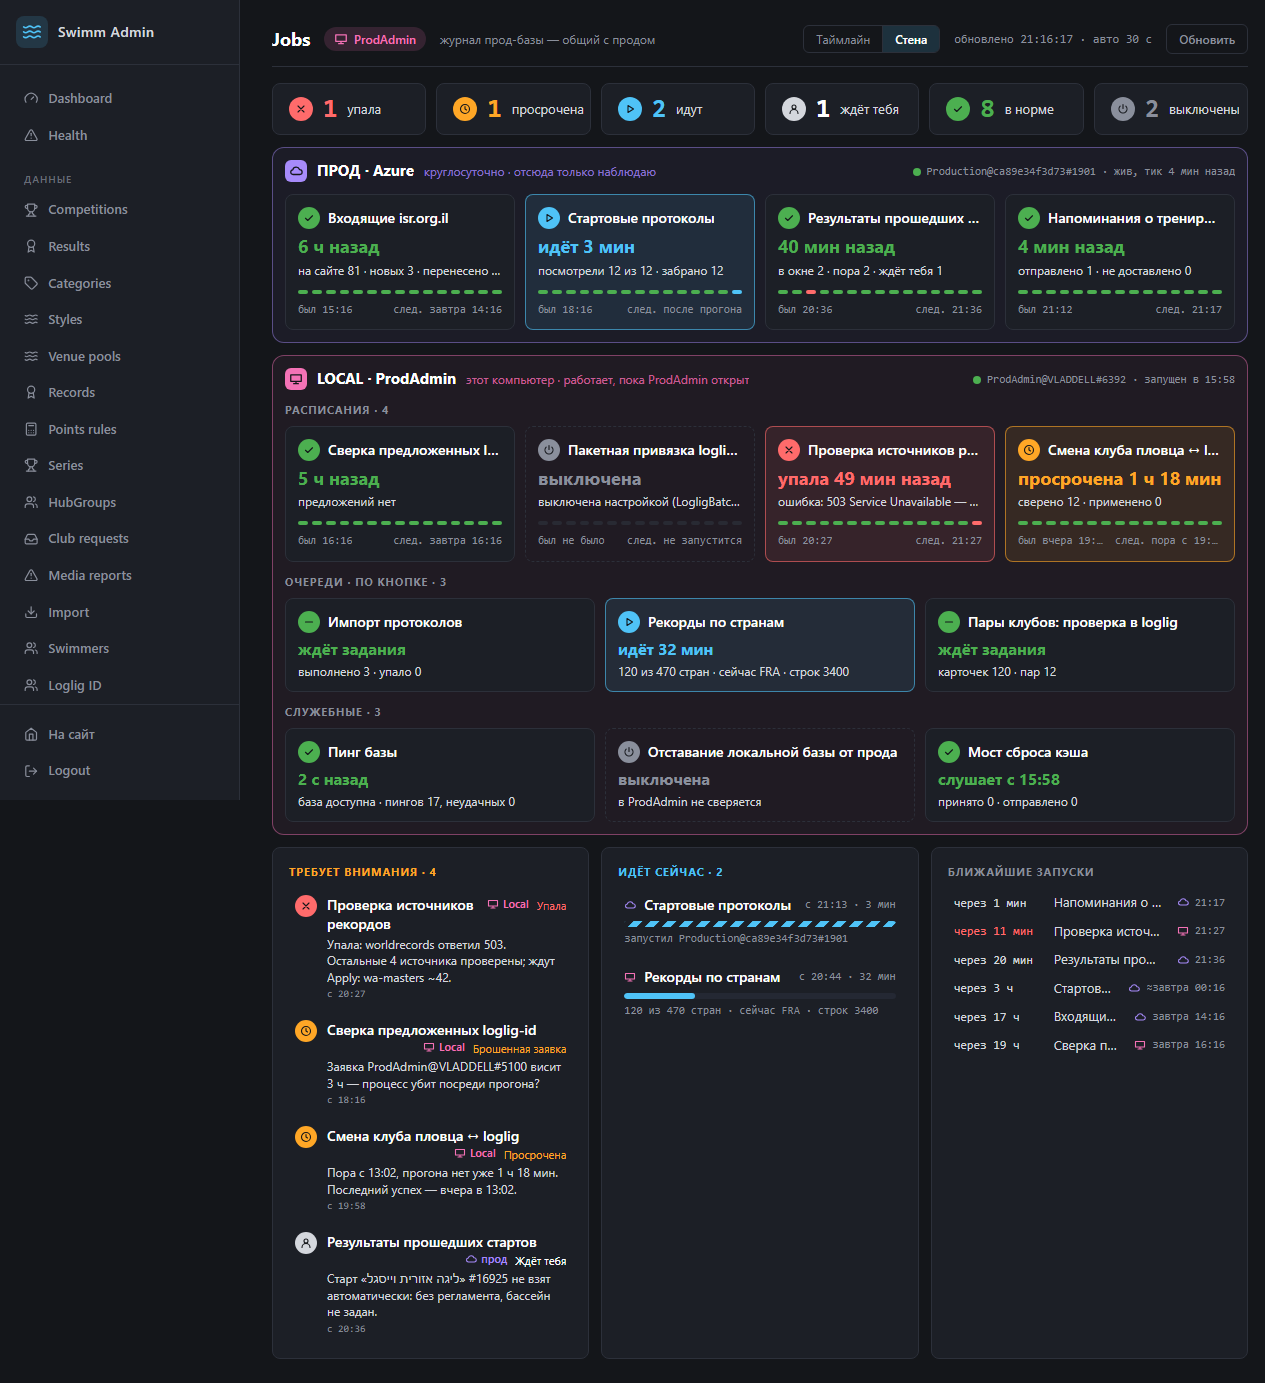 Swimm Admin
Dashboard
Health
ДАННЫЕ
Competitions
Results
Categories
Styles
Venue pools
Records
Points rules
Series
HubGroups
Club requests
Media reports
Import
Swimmers
Loglig ID
На сайт
Logout
Jobs
ProdAdmin
журнал прод-базы — общий с продом
Таймлайн
Стена
обновлено 21:16:17 · авто 30 с
Обновить
1 упала
1 просрочена
2 идут
1 ждёт тебя
8 в норме
2 выключены
ПРОД · Azure
круглосуточно · отсюда только наблюдаю
Production@ca89e34f3d73#1901 · жив, тик 4 мин назад
Входящие isr.org.il
6 ч назад
на сайте 81 · новых 3 · перенесено ...
был 15:16 след. завтра 14:16
Стартовые протоколы
идёт 3 мин
посмотрели 12 из 12 · забрано 12
был 18:16 след. после прогона
Результаты прошедших ...
40 мин назад
в окне 2 · пора 2 · ждёт тебя 1
был 20:36 след. 21:36
Напоминания о тренир...
4 мин назад
отправлено 1 · не доставлено 0
был 21:12 след. 21:17
LOCAL · ProdAdmin
этот компьютер · работает, пока ProdAdmin открыт
ProdAdmin@VLADDELL#6392 · запущен в 15:58
РАСПИСАНИЯ · 4
Сверка предложенных l...
5 ч назад
предложений нет
был 16:16 след. завтра 16:16
Пакетная привязка logli...
выключена
выключена настройкой (LogligBatc...
был не было след. не запустится
Проверка источников р...
упала 49 мин назад
ошибка: 503 Service Unavailable — ...
был 20:27 след. 21:27
Смена клуба пловца ↔ l...
просрочена 1 ч 18 мин
сверено 12 · применено 0
был вчера 19:… след. пора с 19:…
ОЧЕРЕДИ · ПО КНОПКЕ · 3
Импорт протоколов
ждёт задания
выполнено 3 · упало 0
Рекорды по странам
идёт 32 мин
120 из 470 стран · сейчас FRA · строк 3400
Пары клубов: проверка в loglig
ждёт задания
карточек 120 · пар 12
СЛУЖЕБНЫЕ · 3
Пинг базы
2 с назад
база доступна · пингов 17, неудачных 0
Отставание локальной базы от прода
выключена
в ProdAdmin не сверяется
Мост сброса кэша
слушает с 15:58
принято 0 · отправлено 0
ТРЕБУЕТ ВНИМАНИЯ · 4
Проверка источников рекордов
Local Упала
Упала: worldrecords ответил 503.
Остальные 4 источника проверены; ждут
Apply: wa-masters ~42.
с 20:27
Сверка предложенных loglig-id
Local Брошенная заявка
Заявка ProdAdmin@VLADDELL#5100 висит
3 ч — процесс убит посреди прогона?
с 18:16
Смена клуба пловца ↔ loglig
Local Просрочена
Пора с 13:02, прогона нет уже 1 ч 18 мин.
Последний успех — вчера в 13:02.
с 19:58
Результаты прошедших стартов
прод Ждёт тебя
Старт «ליגה אזורית וייסגל» #16925 не взят
автоматически: без регламента, бассейн
не задан.
с 20:36
ИДЁТ СЕЙЧАС · 2
Стартовые протоколы с 21:13 · 3 мин
запустил Production@ca89e34f3d73#1901
Рекорды по странам с 20:44 · 32 мин
120 из 470 стран · сейчас FRA · строк 3400
БЛИЖАЙШИЕ ЗАПУСКИ
через 1 мин Напоминания о ... 21:17
через 11 мин Проверка источ... 21:27
через 20 мин Результаты про... 21:36
через 3 ч Стартов... ≈завтра 00:16
через 17 ч Входящи... завтра 14:16
через 19 ч Сверка п... завтра 16:16